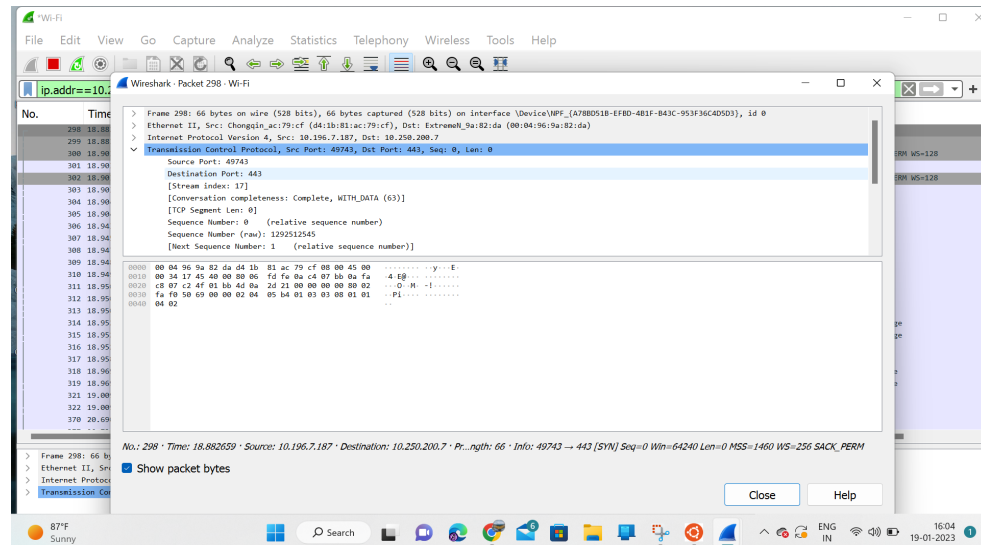 *Wi-Fi
File Edit View Go Capture Analyze Statistics Telephony Wireless Tools Help
ip.addr==10.2
No. Time
298 18.88
299 18.88
300 18.90
301 18.90
302 18.90
303 18.90
304 18.90
305 18.90
306 18.94
307 18.94
308 18.94
309 18.94
310 18.94
311 18.95
312 18.95
313 18.95
314 18.95
315 18.95
316 18.95
317 18.95
318 18.96
319 18.96
321 19.00
322 19.00
370 20.69
ERM WS=128
ERM WS=128
ge
ge
Wireshark · Packet 298 · Wi-Fi
Frame 298: 66 bytes on wire (528 bits), 66 bytes captured (528 bits) on interface \Device\NPF_{A78BD51B-EFBD-4B1F-B43C-953F36C4D5D3}, id 0
Ethernet II, Src: Chongqin_ac:79:cf (d4:1b:81:ac:79:cf), Dst: ExtremeN_9a:82:da (00:04:96:9a:82:da)
Internet Protocol Version 4, Src: 10.196.7.187, Dst: 10.250.200.7
Transmission Control Protocol, Src Port: 49743, Dst Port: 443, Seq: 0, Len: 0
Source Port: 49743
Destination Port: 443
[Stream index: 17]
[Conversation completeness: Complete, WITH_DATA (63)]
[TCP Segment Len: 0]
Sequence Number: 0 (relative sequence number)
Sequence Number (raw): 1292512545
[Next Sequence Number: 1 (relative sequence number)]
0000 00 04 96 9a 82 da d4 1b 81 ac 79 cf 08 00 45 00 ········ ··y···E·
0010 00 34 17 45 40 00 80 06 fd fe 0a c4 07 bb 0a fa ·4·E@··· ········
0020 c8 07 c2 4f 01 bb 4d 0a 2d 21 00 00 00 00 80 02 ···O··M· -!······
0030 fa f0 50 69 00 00 02 04 05 b4 01 03 03 08 01 01 ··Pi···· ········
0040 04 02 ··
No.: 298 · Time: 18.882659 · Source: 10.196.7.187 · Destination: 10.250.200.7 · Pr...ngth: 66 · Info: 49743 → 443 [SYN] Seq=0 Win=64240 Len=0 MSS=1460 WS=256 SACK_PERM
Show packet bytes
Close Help
Frame 298: 66 by
Ethernet II, Sr
Internet Protoco
Transmission Con
87°F
Sunny
Search
6
ENG
IN
16:04
19-01-2023
1